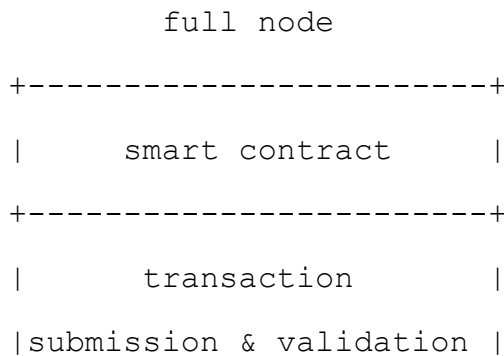 full node
+------------------------+
| smart contract |
+------------------------+
| transaction |
|submission & validation |